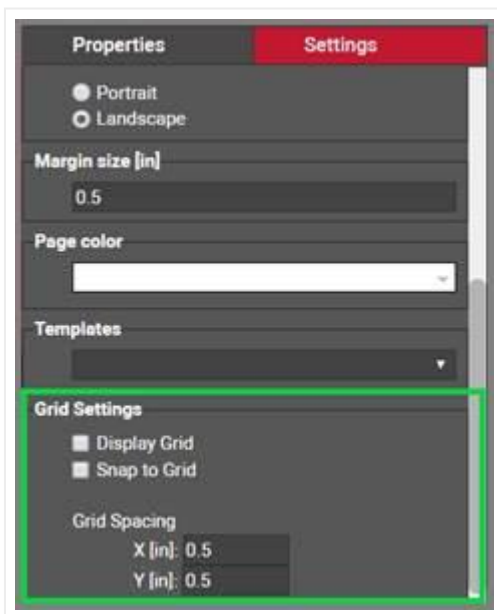 Properties Settings
Portrait
Landscape
Margin size [in]
0.5
Page color
Templates
Grid Settings
Display Grid
Snap to Grid
Grid Spacing
X [in]: 0.5
Y [in]: 0.5